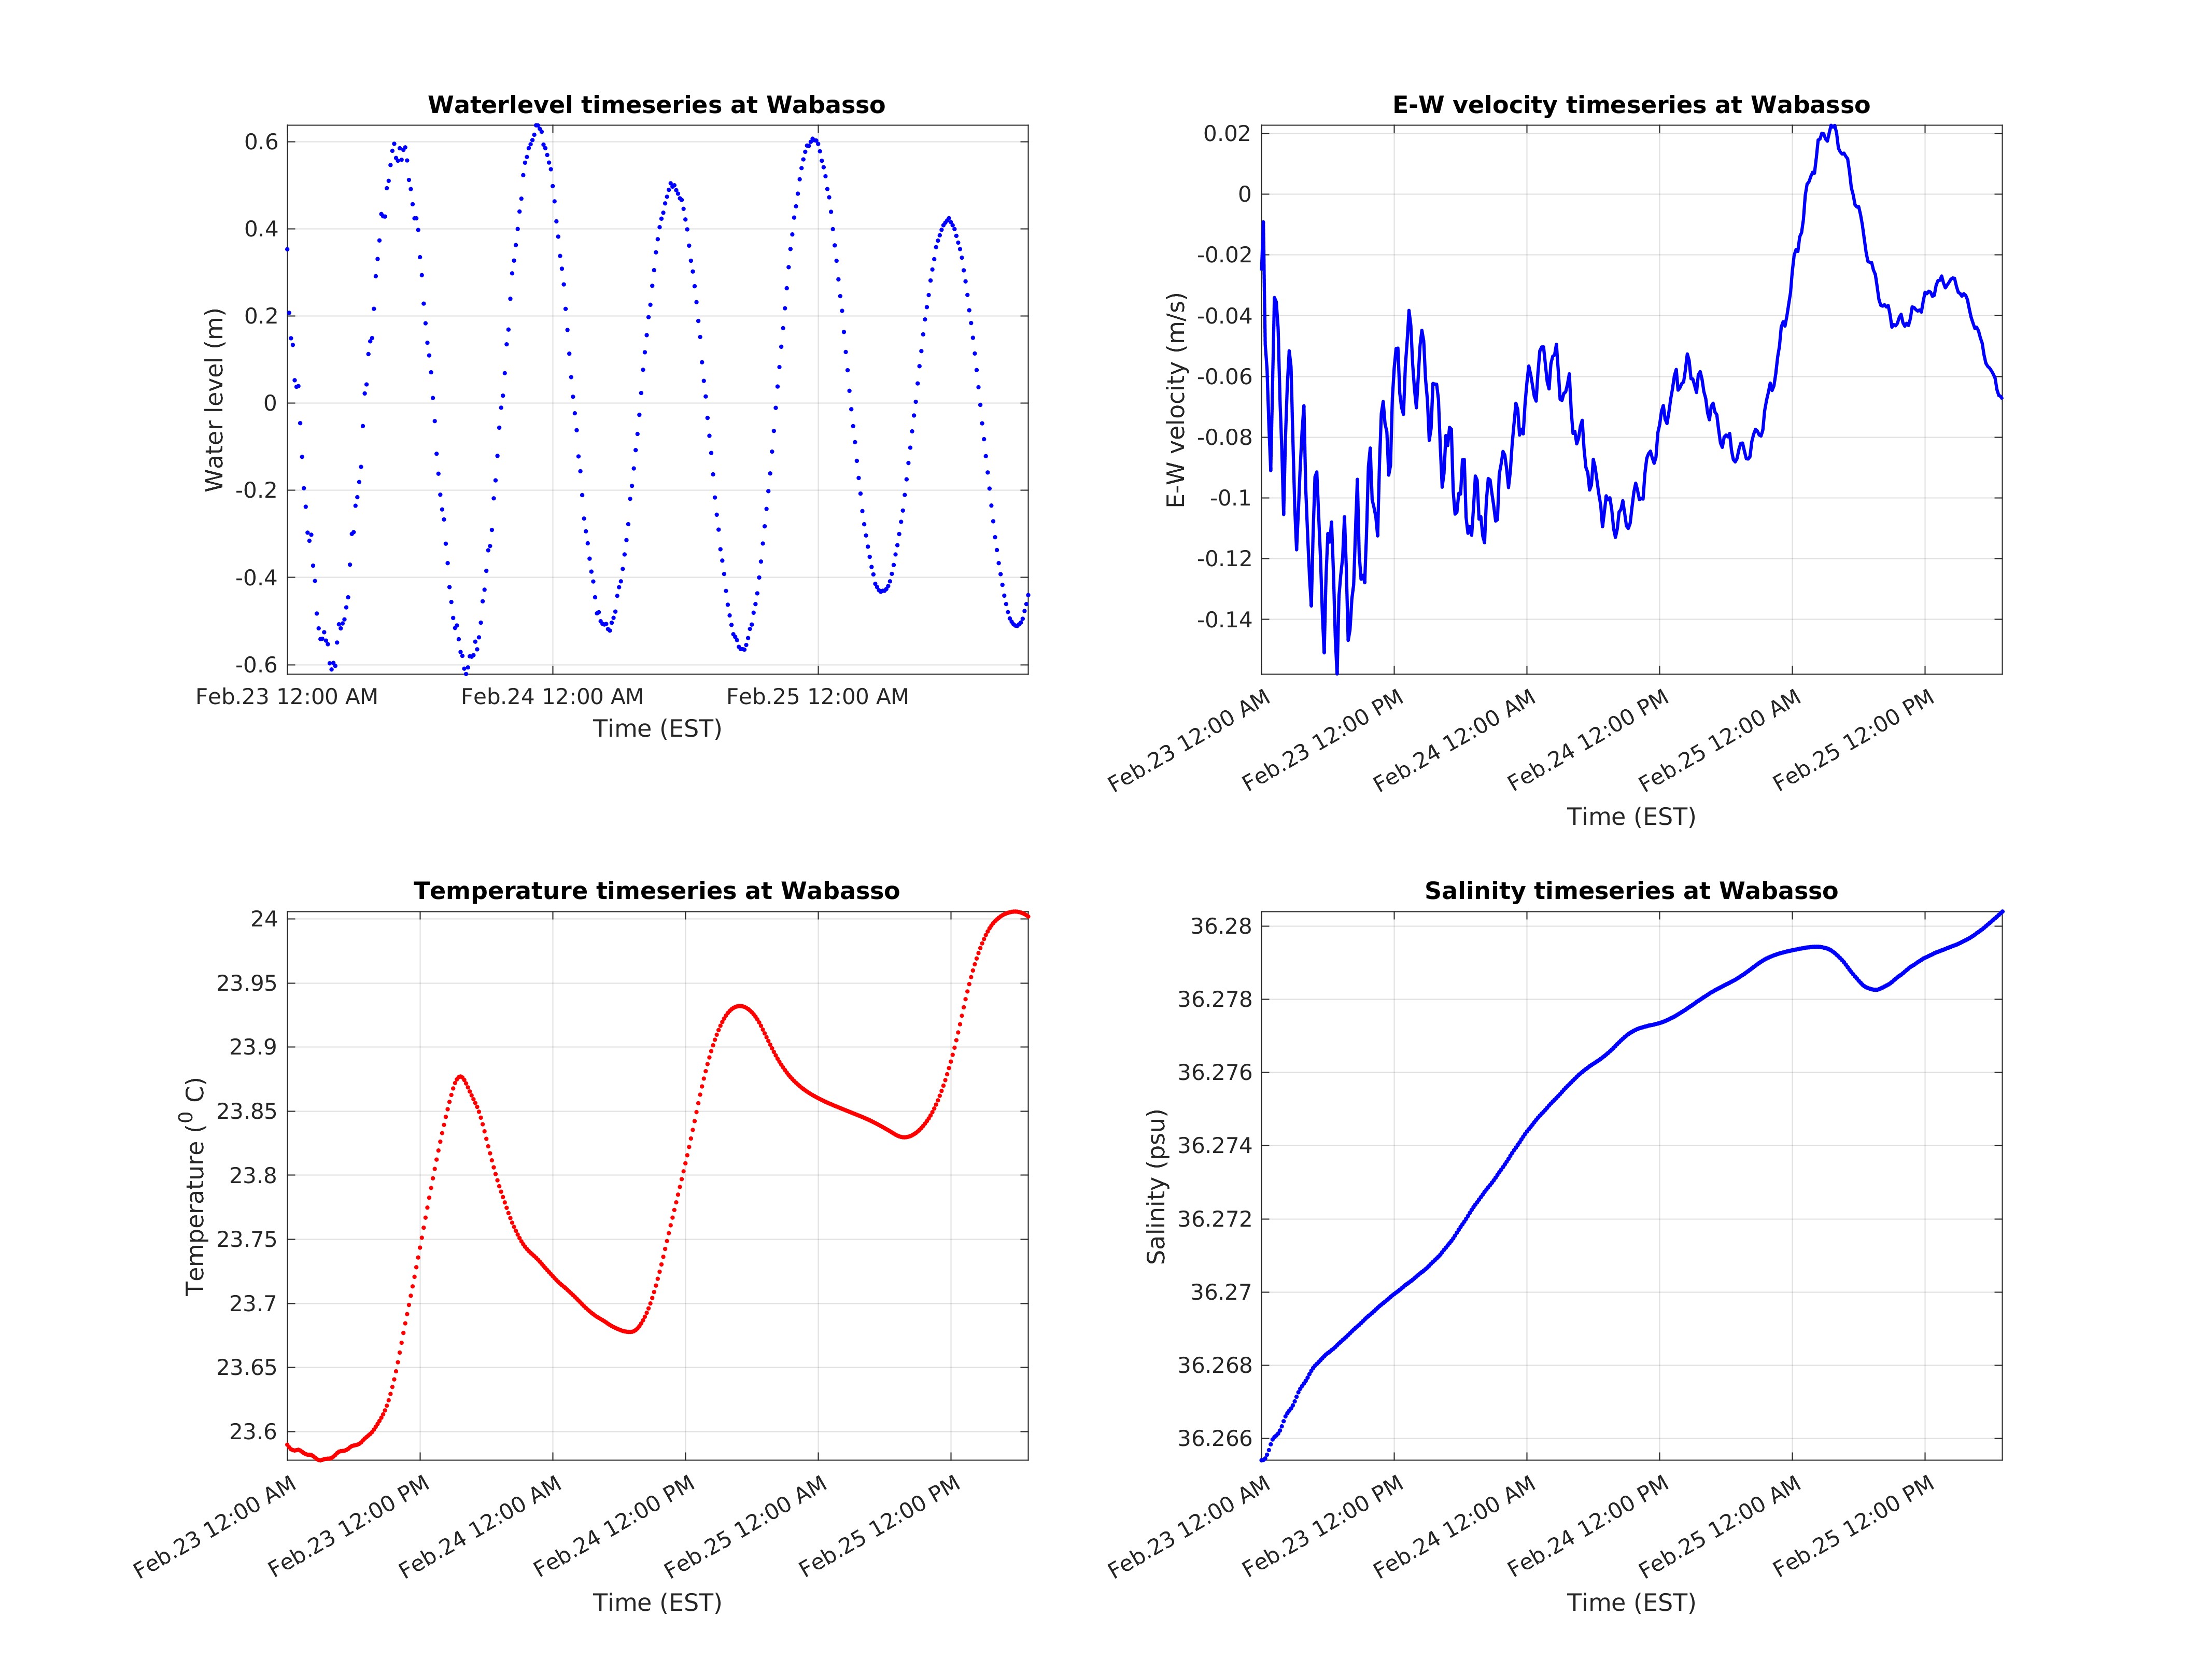 Waterlevel timeseries at Wabasso
0.6
0.4
0.2
0
-0.2
-0.4
-0.6
Water level (m)
Feb.23 12:00 AM
Feb.24 12:00 AM
Feb.25 12:00 AM
Time (EST)
E-W velocity timeseries at Wabasso
0.02
0
-0.02
-0.04
-0.06
-0.08
-0.1
-0.12
-0.14
E-W velocity (m/s)
Feb.23 12:00 AM
Feb.23 12:00 PM
Feb.24 12:00 AM
Feb.24 12:00 PM
Feb.25 12:00 AM
Feb.25 12:00 PM
Time (EST)
Temperature timeseries at Wabasso
24
23.95
23.9
23.85
23.8
23.75
23.7
23.65
23.6
Temperature (⁰ C)
Feb.23 12:00 AM
Feb.23 12:00 PM
Feb.24 12:00 AM
Feb.24 12:00 PM
Feb.25 12:00 AM
Feb.25 12:00 PM
Time (EST)
Salinity timeseries at Wabasso
36.28
36.278
36.276
36.274
36.272
36.27
36.268
36.266
Salinity (psu)
Feb.23 12:00 AM
Feb.23 12:00 PM
Feb.24 12:00 AM
Feb.24 12:00 PM
Feb.25 12:00 AM
Feb.25 12:00 PM
Time (EST)